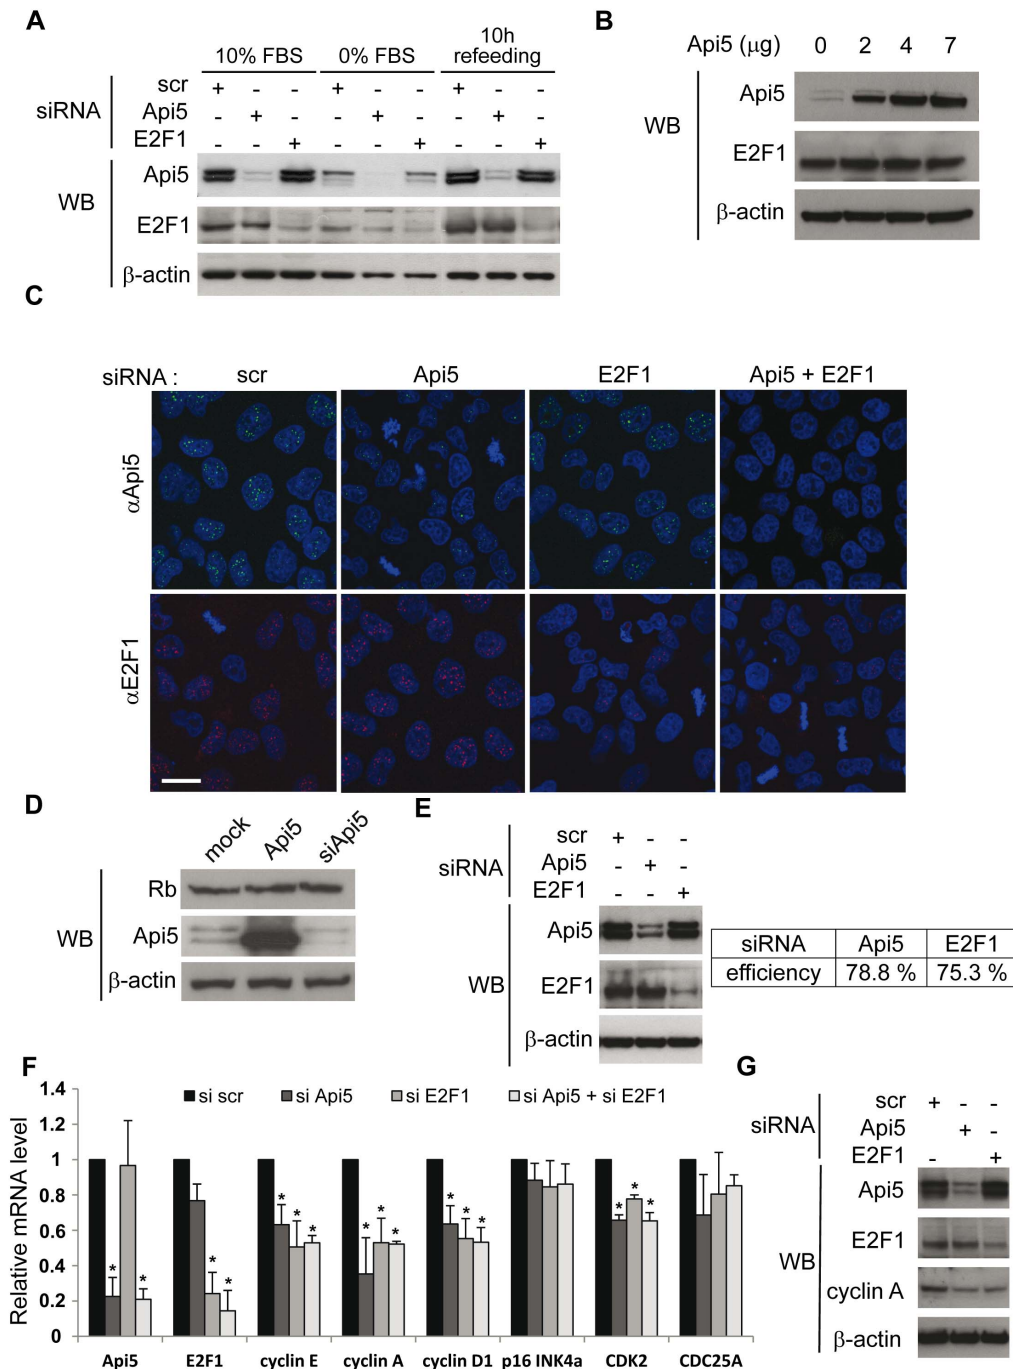 A
10% FBS 0% FBS 10h refeeding
siRNA
scr + - - + - - + - -
Api5 - + - - + - - + -
E2F1 - - + - - + - - +
WB
Api5
E2F1
β-actin
B
Api5 (μg) 0 2 4 7
WB
Api5
E2F1
β-actin
C
siRNA : scr Api5 E2F1 Api5 + E2F1
αApi5
αE2F1
D
mock Api5 siApi5
WB
Rb
Api5
β-actin
E
siRNA
scr + - -
Api5 - + -
E2F1 - - +
WB
Api5
E2F1
β-actin
siRNA Api5 E2F1
efficiency 78.8 % 75.3 %
F
si scr si Api5 si E2F1 si Api5 + si E2F1
Relative mRNA level
1.4
1.2
1
0.8
0.6
0.4
0.2
0
* * * * * * * * * * * * * * * *
Api5 E2F1 cyclin E cyclin A cyclin D1 p16 INK4a CDK2 CDC25A
G
siRNA
scr + - -
Api5 + -
E2F1 - +
WB
Api5
E2F1
cyclin A
β-actin